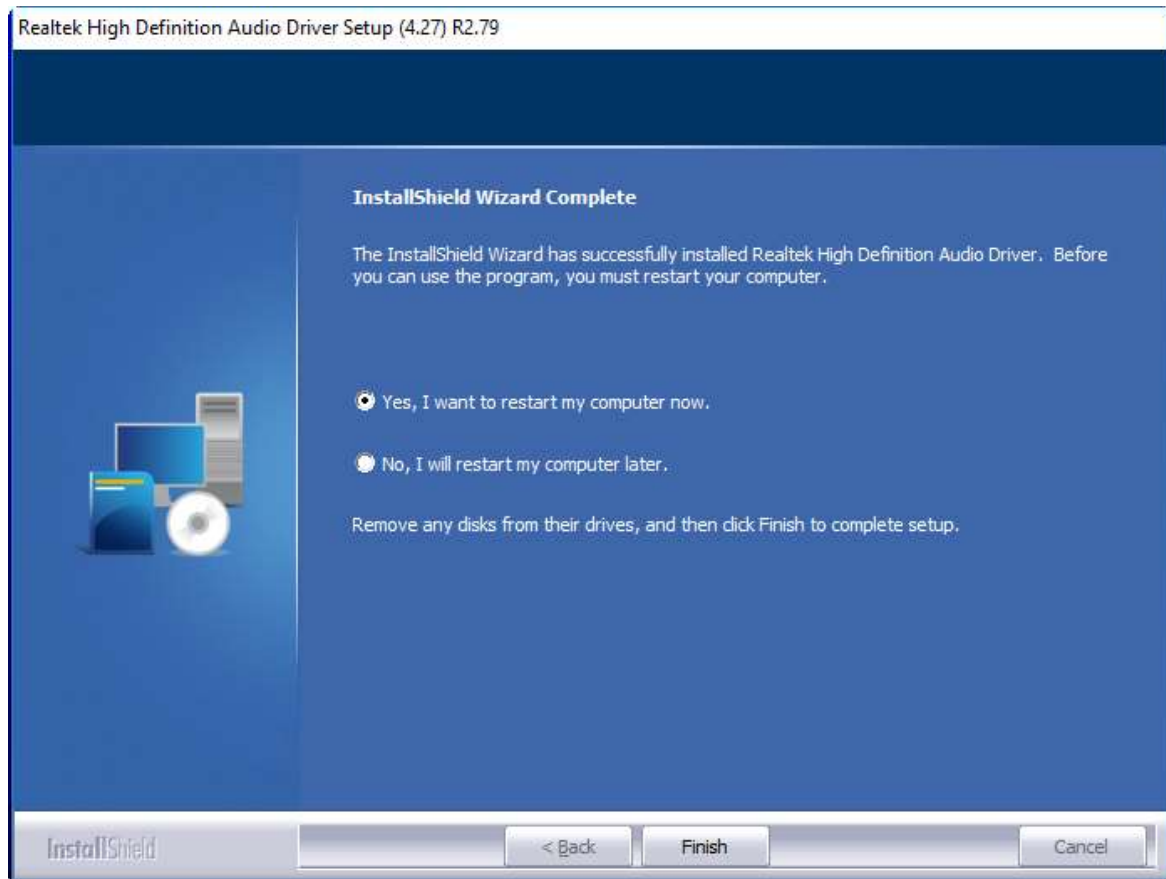 Realtek High Definition Audio Driver Setup (4.27) R2.79
InstallShield Wizard Complete
The InstallShield Wizard has successfully installed Realtek High Definition Audio Driver.  Before
you can use the program, you must restart your computer.
Yes, I want to restart my computer now.
No, I will restart my computer later.
Remove any disks from their drives, and then click Finish to complete setup.
InstallShield
< Back
Finish
Cancel